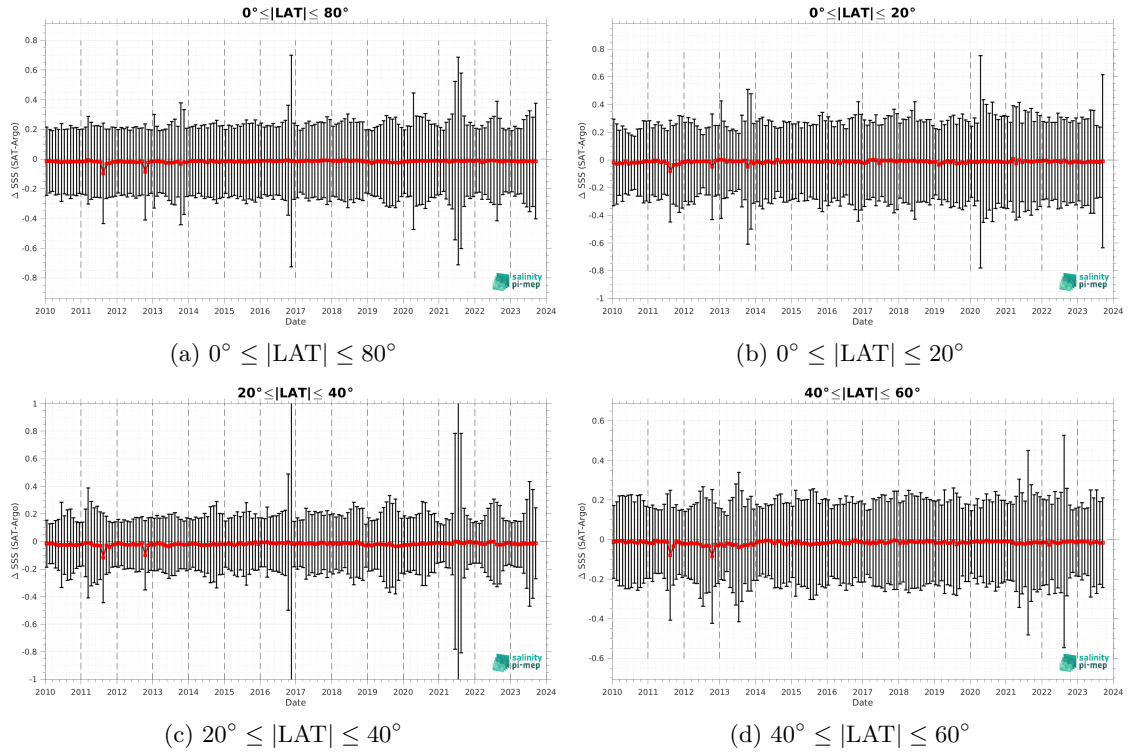 0°≤|LAT|≤ 80°
0.8
0.6
0.4
0.2
0
-0.2
-0.4
-0.6
-0.8
Δ SSS (SAT-Argo)
2010 2011 2012 2013 2014 2015 2016 2017 2018 2019 2020 2021 2022 2023 2024
Date
salinity
pi-mep
(a) 0° ≤ |LAT| ≤ 80°
0°≤|LAT|≤ 20°
0.8
0.6
0.4
0.2
0
-0.2
-0.4
-0.6
-0.8
-1
Δ SSS (SAT-Argo)
2010 2011 2012 2013 2014 2015 2016 2017 2018 2019 2020 2021 2022 2023 2024
Date
salinity
pi-mep
(b) 0° ≤ |LAT| ≤ 20°
20°≤|LAT|≤ 40°
1
0.8
0.6
0.4
0.2
0
-0.2
-0.4
-0.6
-0.8
-1
Δ SSS (SAT-Argo)
2010 2011 2012 2013 2014 2015 2016 2017 2018 2019 2020 2021 2022 2023 2024
Date
salinity
pi-mep
(c) 20° ≤ |LAT| ≤ 40°
40°≤|LAT|≤ 60°
0.6
0.4
0.2
0
-0.2
-0.4
-0.6
Δ SSS (SAT-Argo)
2010 2011 2012 2013 2014 2015 2016 2017 2018 2019 2020 2021 2022 2023 2024
Date
salinity
pi-mep
(d) 40° ≤ |LAT| ≤ 60°